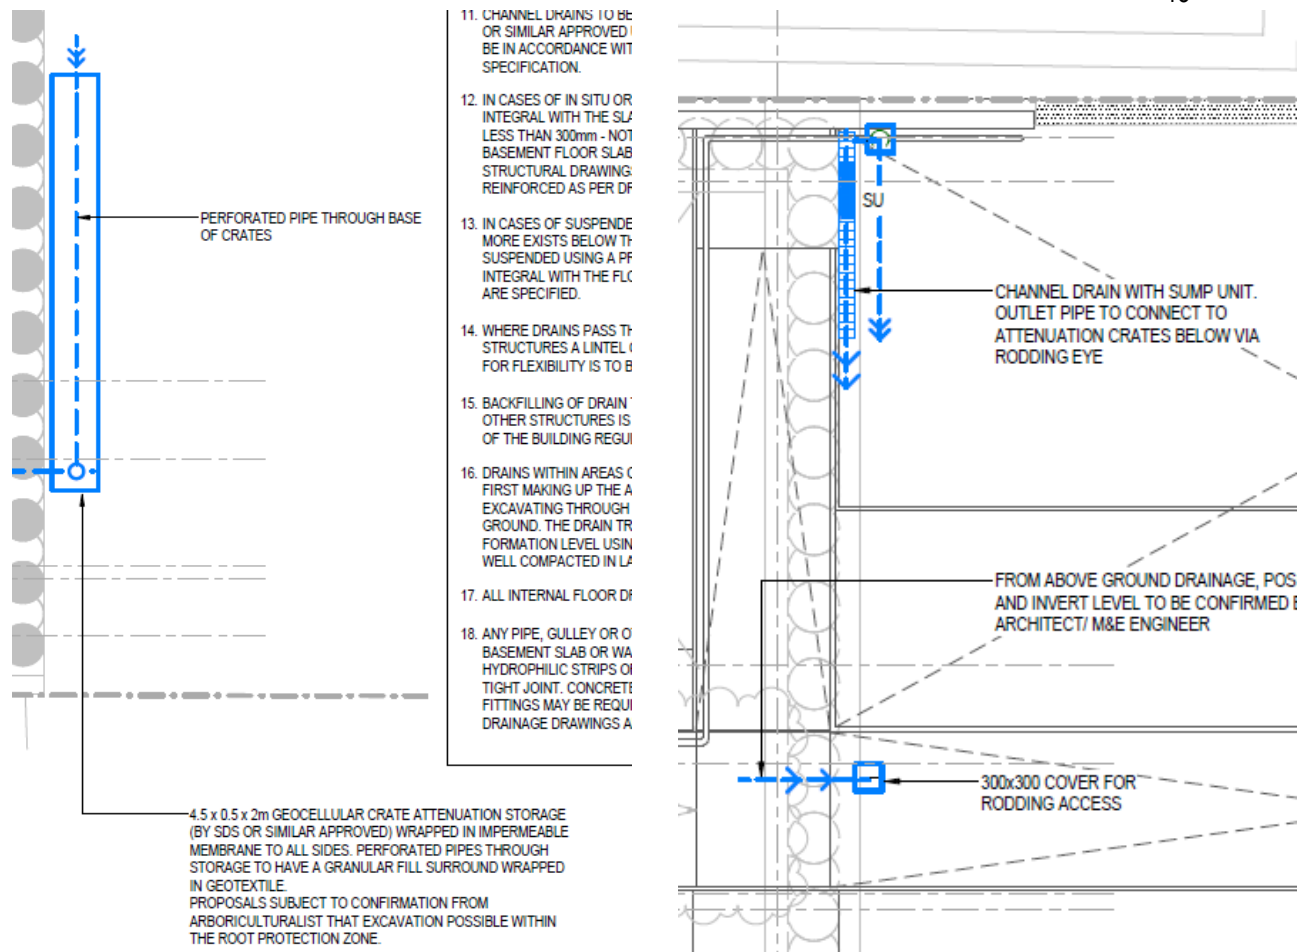 PERFORATED PIPE THROUGH BASE
OF CRATES
4.5 x 0.5 x 2m GEOCELLULAR CRATE ATTENUATION STORAGE
(BY SDS OR SIMILAR APPROVED) WRAPPED IN IMPERMEABLE
MEMBRANE TO ALL SIDES. PERFORATED PIPES THROUGH
STORAGE TO HAVE A GRANULAR FILL SURROUND WRAPPED
IN GEOTEXTILE.
PROPOSALS SUBJECT TO CONFIRMATION FROM
ARBORICULTURALIST THAT EXCAVATION POSSIBLE WITHIN
THE ROOT PROTECTION ZONE.
11. CHANNEL DRAINS TO BE
OR SIMILAR APPROVED
BE IN ACCORDANCE WIT
SPECIFICATION.
12. IN CASES OF IN SITU OR
INTEGRAL WITH THE SLA
LESS THAN 300mm - NOT
BASEMENT FLOOR SLAB
STRUCTURAL DRAWINGS
REINFORCED AS PER DR
13. IN CASES OF SUSPENDE
MORE EXISTS BELOW TH
SUSPENDED USING A PR
INTEGRAL WITH THE FLO
ARE SPECIFIED.
14. WHERE DRAINS PASS TH
STRUCTURES A LINTEL
FOR FLEXIBILITY IS TO B
15. BACKFILLING OF DRAIN
OTHER STRUCTURES IS
OF THE BUILDING REGU
16. DRAINS WITHIN AREAS
FIRST MAKING UP THE A
EXCAVATING THROUGH
GROUND. THE DRAIN TR
FORMATION LEVEL USIN
WELL COMPACTED IN LA
17. ALL INTERNAL FLOOR DR
18. ANY PIPE, GULLEY OR
BASEMENT SLAB OR WA
HYDROPHILIC STRIPS
TIGHT JOINT. CONCRETE
FITTINGS MAY BE REQUI
DRAINAGE DRAWINGS A
SU
CHANNEL DRAIN WITH SUMP UNIT.
OUTLET PIPE TO CONNECT TO
ATTENUATION CRATES BELOW VIA
RODDING EYE
FROM ABOVE GROUND DRAINAGE, POS
AND INVERT LEVEL TO BE CONFIRMED
ARCHITECT/ M&E ENGINEER
300x300 COVER FOR
RODDING ACCESS